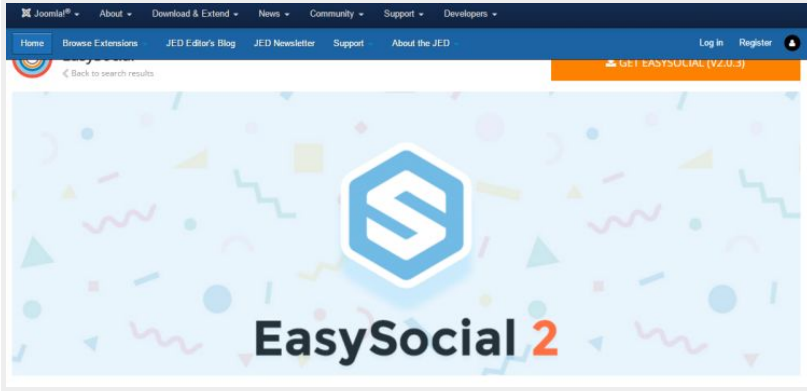 Joomla!® About Download & Extend News Community Support Developers
Home Browse Extensions JED Editor's Blog JED Newsletter Support About the JED Log in Register
EasySocial
Back to search results
GET EASYSOCIAL (V2.0.3)
S
EasySocial 2